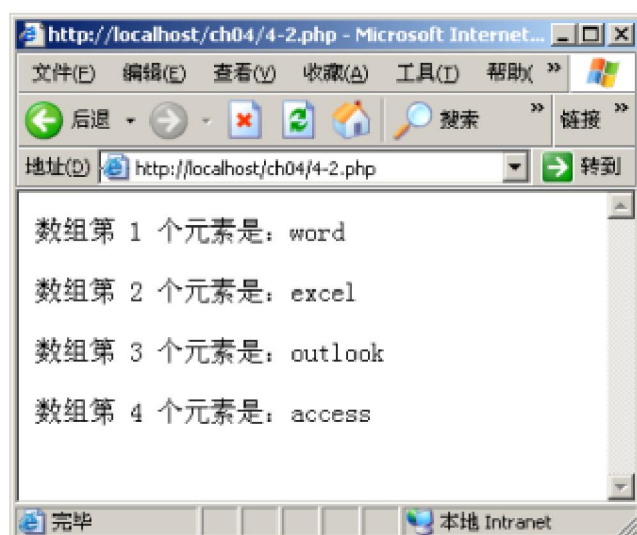 http://localhost/ch04/4-2.php - Microsoft Internet...
文件(F) 编辑(E) 查看(V) 收藏(A) 工具(T) 帮助( »
后退 搜索 » 链接 »
地址(D) http://localhost/ch04/4-2.php 转到
数组第 1 个元素是：word
数组第 2 个元素是：excel
数组第 3 个元素是：outlook
数组第 4 个元素是：access
完毕 本地 Intranet